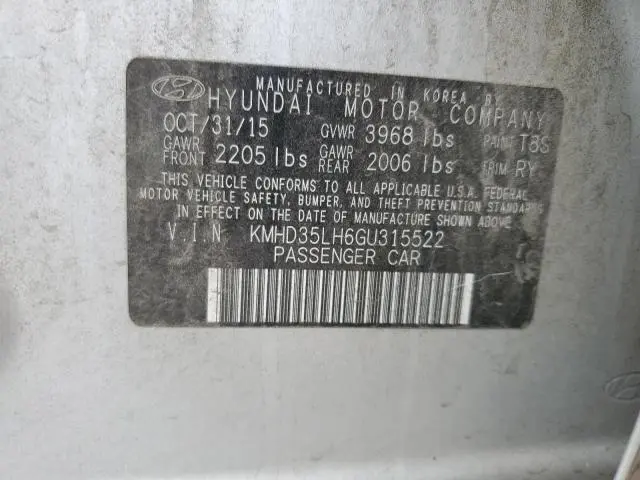 MANUFACTURED IN KOREA BY
HYUNDAI MOTOR COMPANY
OCT/31/15 GVWR 3968 lbs PAINT T8S
GAWR FRONT 2205 lbs GAWR REAR 2006 lbs TRIM RY
THIS VEHICLE CONFORMS TO ALL APPLICABLE U.S.A. FEDERAL
MOTOR VEHICLE SAFETY, BUMPER, AND THEFT PREVENTION STANDARDS
IN EFFECT ON THE DATE OF MANUFACTURE SHOWN ABOVE.
V.I.N KMHD35LH6GU315522
PASSENGER CAR